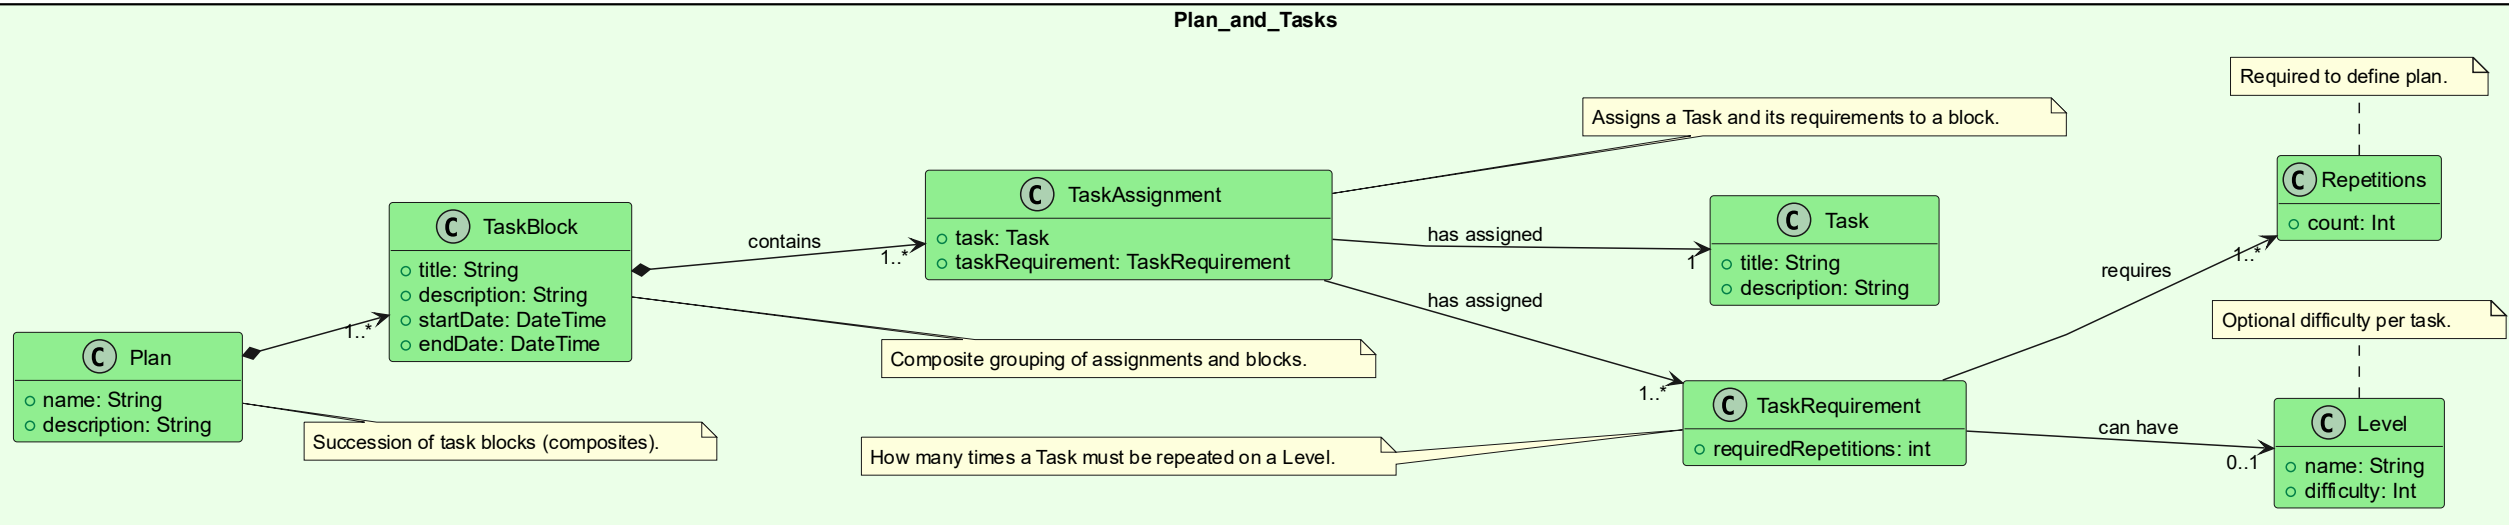 Plan_and_Tasks
Required to define plan.
Assigns a Task and its requirements to a block.
C Repetitions
count: Int
C TaskAssignment
task: Task
taskRequirement: TaskRequirement
C Task
title: String
description: String
C TaskBlock
title: String
description: String
startDate: DateTime
endDate: DateTime
contains
1..*
has assigned
1
has assigned
1..*
requires
1..*
Optional difficulty per task.
C Plan
name: String
description: String
1..*
Composite grouping of assignments and blocks.
Succession of task blocks (composites).
How many times a Task must be repeated on a Level.
C TaskRequirement
requiredRepetitions: int
can have
0..1
C Level
name: String
difficulty: Int